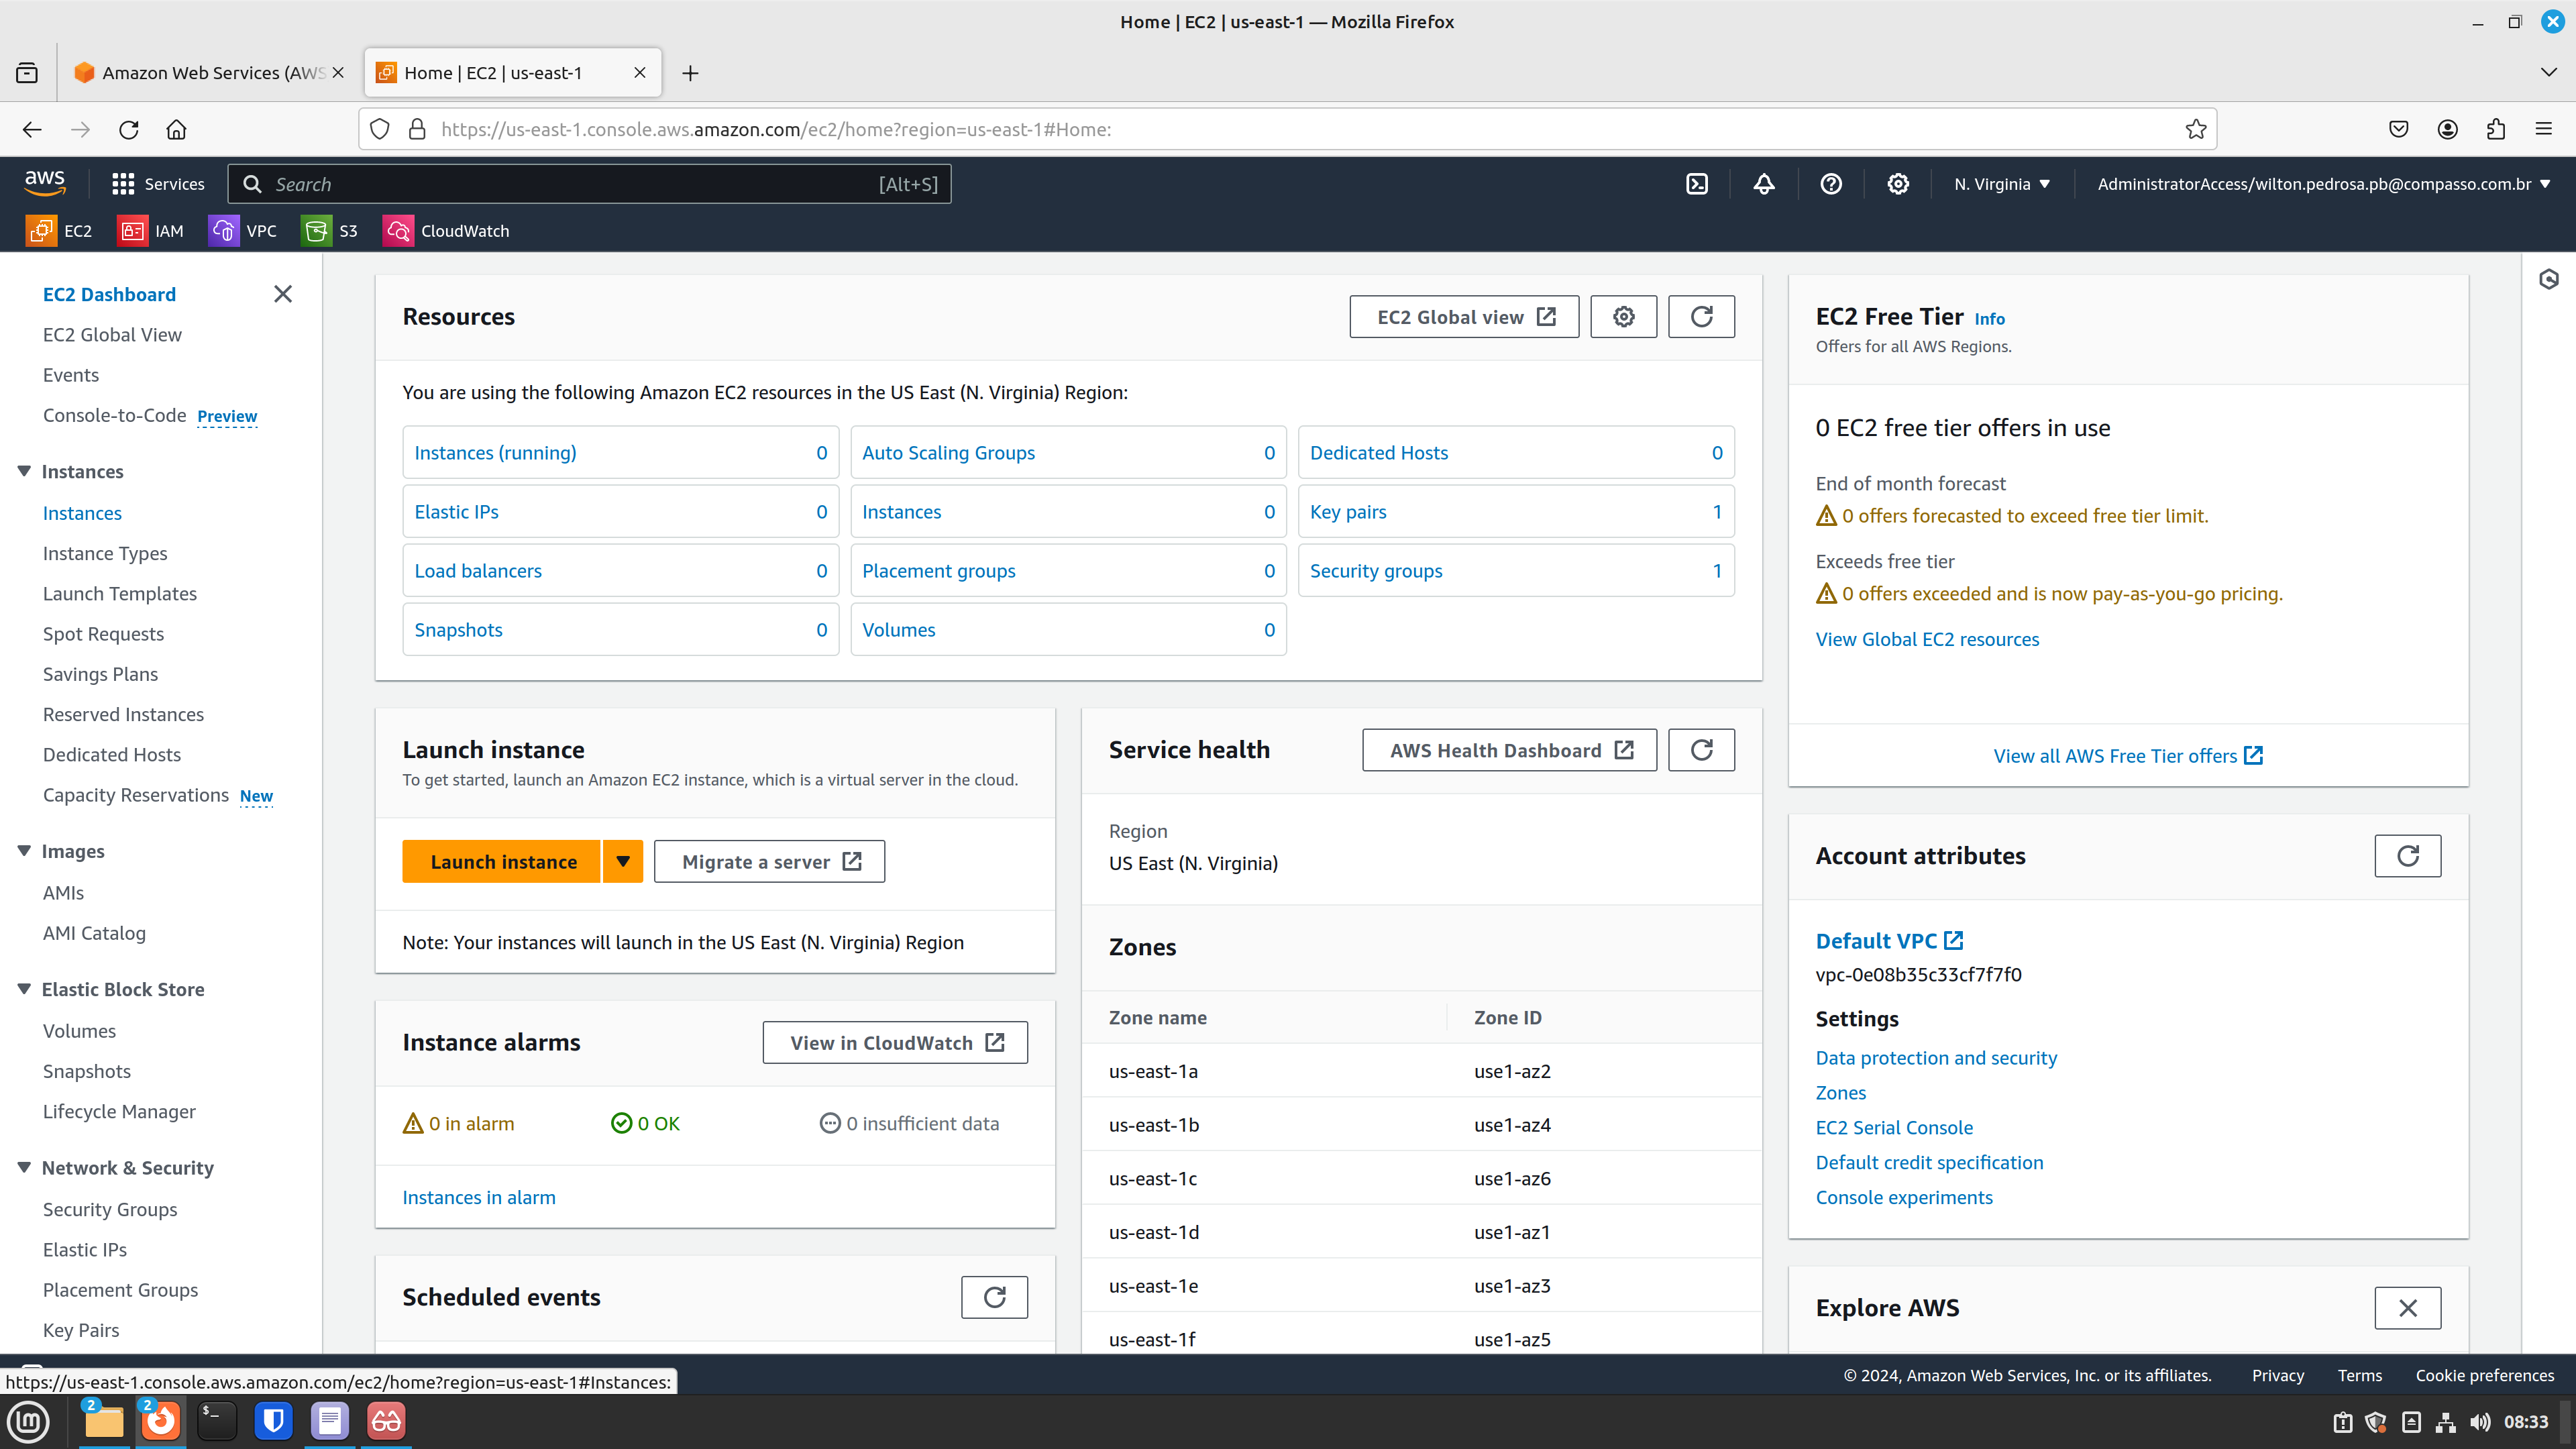 Home | EC2 | us-east-1 — Mozilla Firefox
Amazon Web Services (AWS
Home | EC2 | us-east-1
https://us-east-1.console.aws.amazon.com/ec2/home?region=us-east-1#Home:
aws
Services
Search
[Alt+S]
N. Virginia
AdministratorAccess/wilton.pedrosa.pb@compasso.com.br
EC2
IAM
VPC
S3
CloudWatch
EC2 Dashboard
EC2 Global View
Events
Console-to-Code Preview
Instances
Instances
Instance Types
Launch Templates
Spot Requests
Savings Plans
Reserved Instances
Dedicated Hosts
Capacity Reservations New
Images
AMIs
AMI Catalog
Elastic Block Store
Volumes
Snapshots
Lifecycle Manager
Network & Security
Security Groups
Elastic IPs
Placement Groups
Key Pairs
Resources
EC2 Global view
You are using the following Amazon EC2 resources in the US East (N. Virginia) Region:
Instances (running) 0
Auto Scaling Groups 0
Dedicated Hosts 0
Elastic IPs 0
Instances 0
Key pairs 1
Load balancers 0
Placement groups 0
Security groups 1
Snapshots 0
Volumes 0
Launch instance
To get started, launch an Amazon EC2 instance, which is a virtual server in the cloud.
Launch instance
Migrate a server
Note: Your instances will launch in the US East (N. Virginia) Region
Instance alarms
View in CloudWatch
0 in alarm
0 OK
0 insufficient data
Instances in alarm
Scheduled events
Service health
AWS Health Dashboard
Region
US East (N. Virginia)
Zones
Zone name Zone ID
us-east-1a use1-az2
us-east-1b use1-az4
us-east-1c use1-az6
us-east-1d use1-az1
us-east-1e use1-az3
us-east-1f use1-az5
EC2 Free Tier Info
Offers for all AWS Regions.
0 EC2 free tier offers in use
End of month forecast
0 offers forecasted to exceed free tier limit.
Exceeds free tier
0 offers exceeded and is now pay-as-you-go pricing.
View Global EC2 resources
View all AWS Free Tier offers
Account attributes
Default VPC
vpc-0e08b35c33cf7f7f0
Settings
Data protection and security
Zones
EC2 Serial Console
Default credit specification
Console experiments
Explore AWS
https://us-east-1.console.aws.amazon.com/ec2/home?region=us-east-1#Instances:
© 2024, Amazon Web Services, Inc. or its affiliates.
Privacy
Terms
Cookie preferences
2
2
$_
08:33